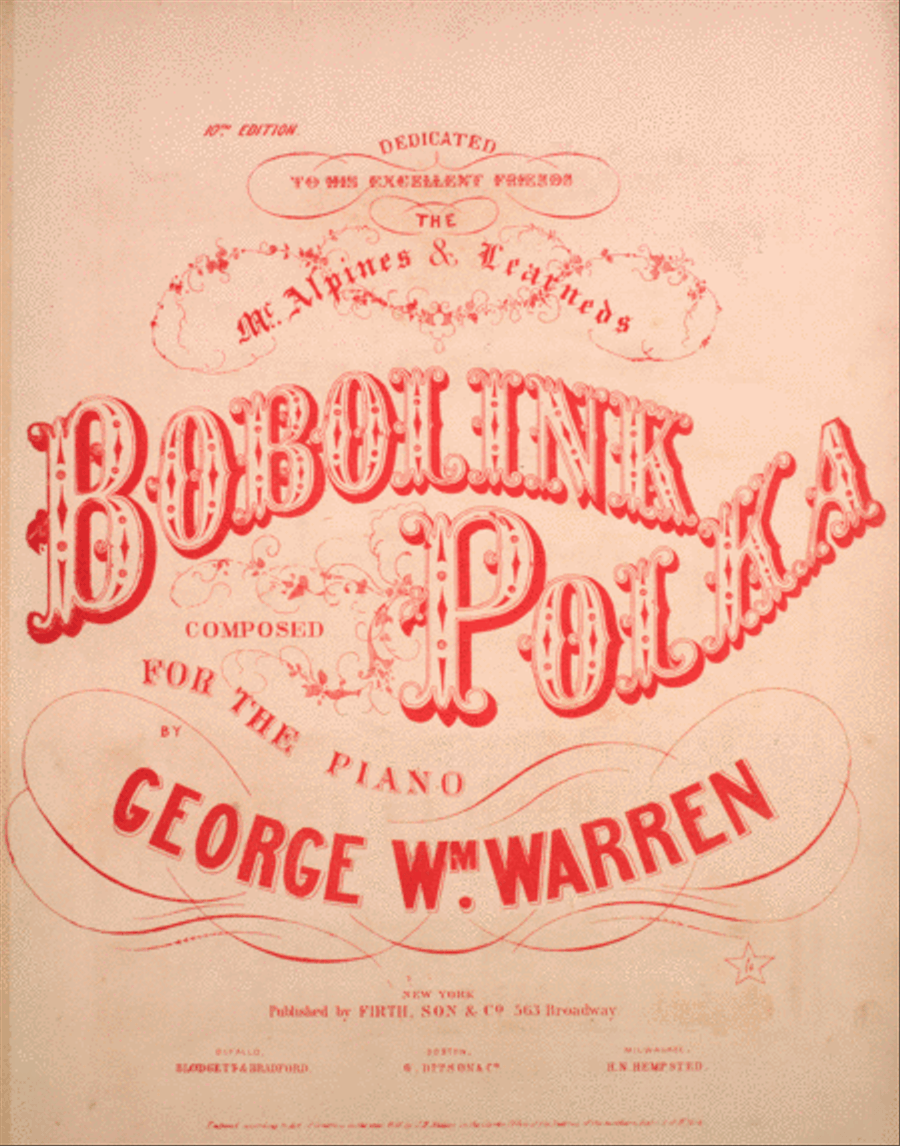 10TH EDITION.
DEDICATED
TO HIS EXCELLENT FRIENDS
THE
Mc. Alpines & Learneds
BOBOLINK
POLKA
COMPOSED
FOR THE PIANO
BY
GEORGE WM. WARREN
NEW YORK
Published by FIRTH, SON & CO 563 Broadway
BUFFALO, BOSTON, MILWAUKEE,
BLODGETT & BRADFORD. O. DITSON & Co H.N. HEMPSTED.